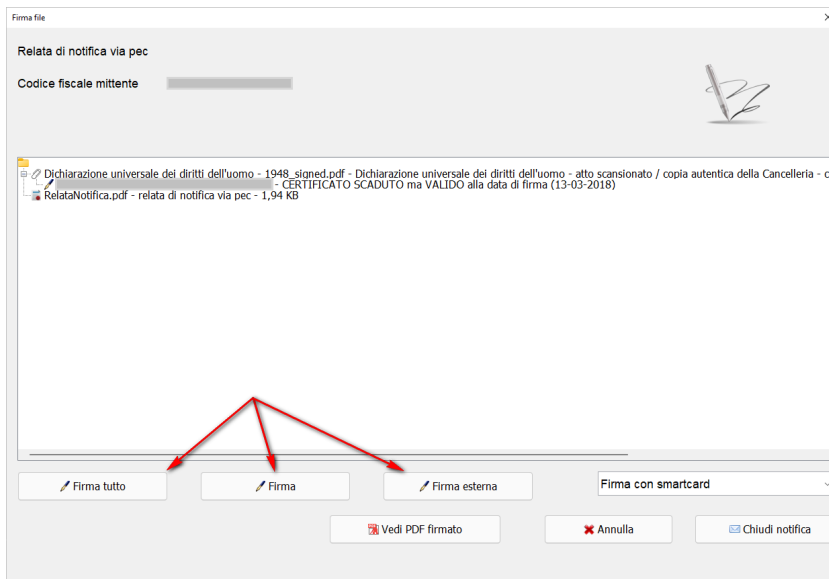 Firma file
Relata di notifica via pec
Codice fiscale mittente
Dichiarazione universale dei diritti dell'uomo - 1948_signed.pdf - Dichiarazione universale dei diritti dell'uomo - atto scansionato / copia autentica della Cancelleria -
- CERTIFICATO SCADUTO ma VALIDO alla data di firma (13-03-2018)
RelataNotifica.pdf - relata di notifica via pec - 1,94 KB
Firma tutto
Firma
Firma esterna
Firma con smartcard
Vedi PDF firmato
Annulla
Chiudi notifica